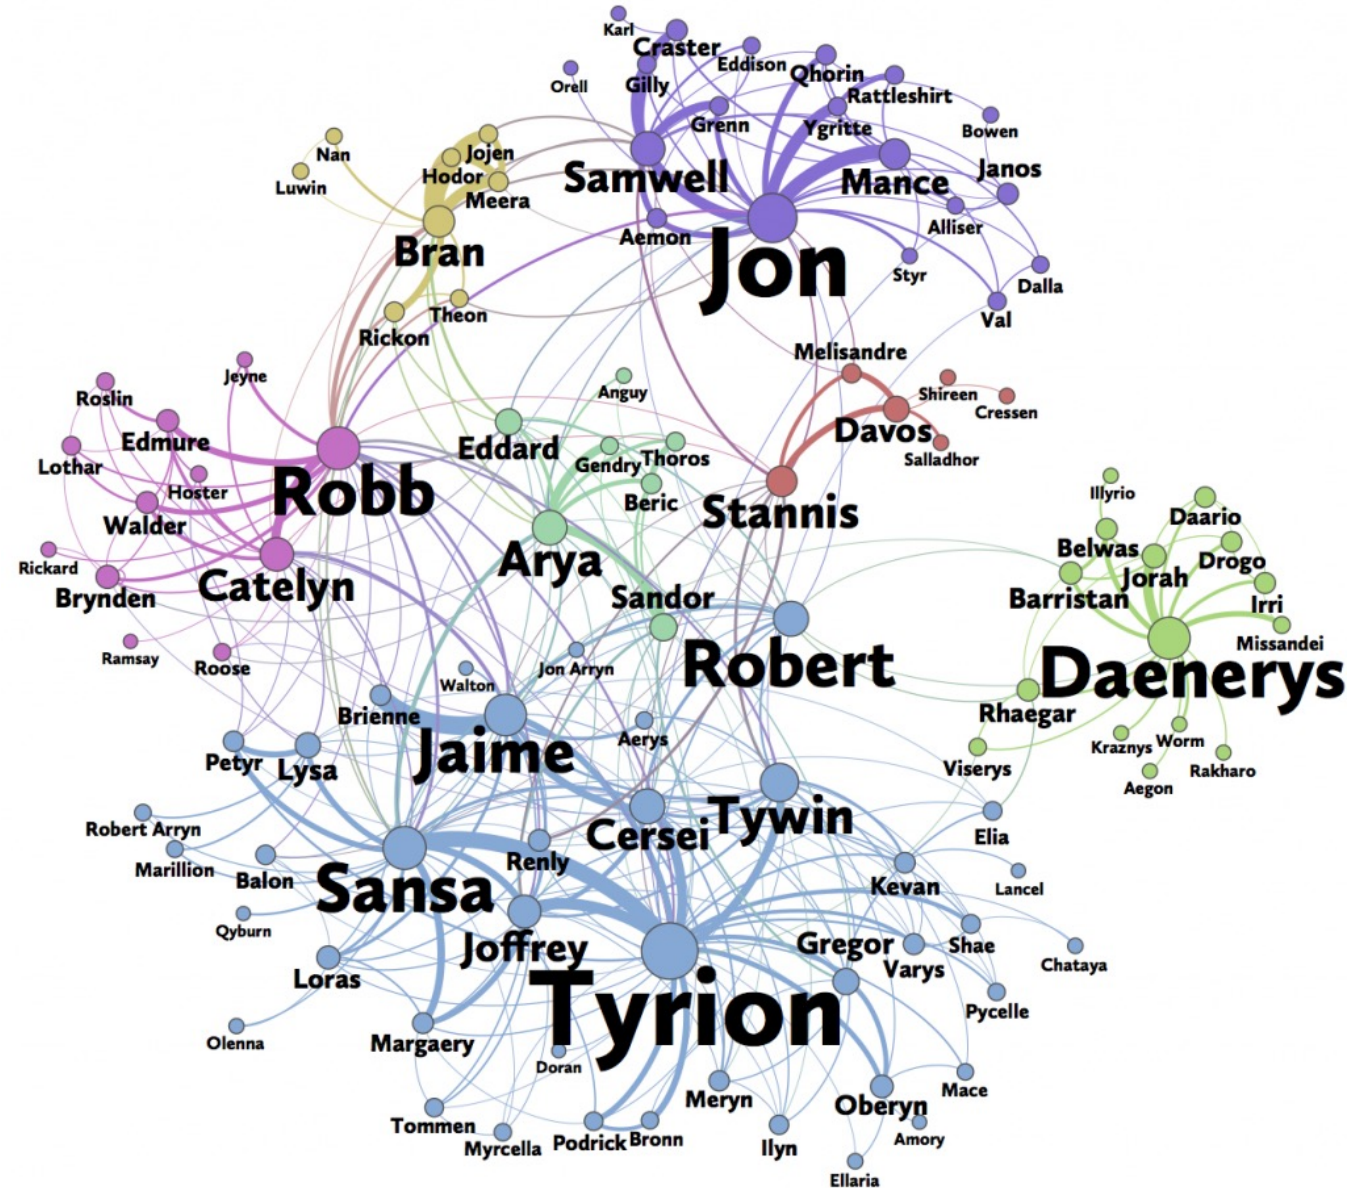 Karl
Craster
Eddison
Qhorin
Orell
Gilly
Rattleshirt
Grenn
Ygritte
Bowen
Nan
Jojen
Hodor
Luwin
Meera
Samwell
Mance
Janos
Aemon
Alliser
Bran
Jon
Styr
Dalla
Theon
Val
Rickon
Melisandre
Jeyne
Roslin
Anguy
Shireen
Cressen
Edmure
Eddard
Davos
Lothar
Gendry
Thoros
Salladhor
Hoster
Robb
Beric
Stannis
Illyrio
Walder
Daario
Belwas
Drogo
Rickard
Catelyn
Arya
Jorah
Brynden
Sandor
Barristan
Irri
Missandei
Ramsay
Roose
Jon Arryn
Robert
Daenerys
Walton
Brienne
Rhaegar
Aerys
Kraznys
Worm
Petyr
Lysa
Jaime
Viserys
Rakharo
Aegon
Robert Arryn
Cersei
Tywin
Elia
Marillion
Balon
Sansa
Renly
Kevan
Lancel
Qyburn
Joffrey
Gregor
Shae
Varys
Chataya
Loras
Tyrion
Pycelle
Olenna
Margaery
Doran
Meryn
Oberyn
Mace
Tommen
Myrcella
Podrick
Bronn
Ilyn
Amory
Ellaria